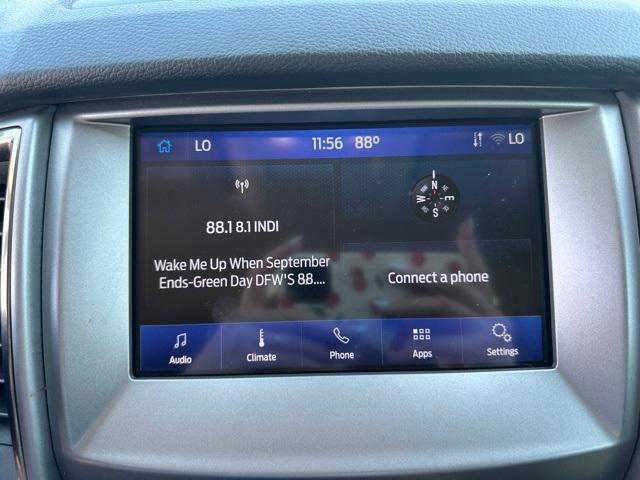 LO 11:56 88° LO
88.1 8.1 INDI
Wake Me Up When September
Ends-Green Day DFW'S 88....
N
W E
S
Connect a phone
Audio Climate Phone Apps Settings